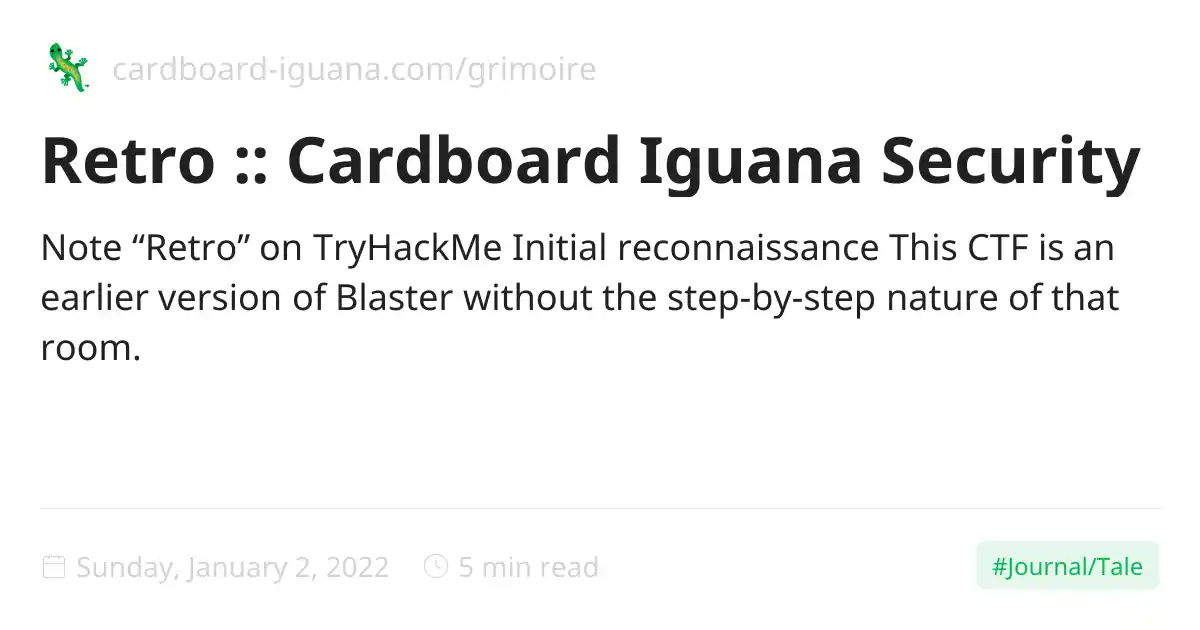 cardboard-iguana.com/grimoire
Retro :: Cardboard Iguana Security
Note “Retro” on TryHackMe Initial reconnaissance This CTF is an
earlier version of Blaster without the step-by-step nature of that
room.
Sunday, January 2, 2022 5 min read #Journal/Tale